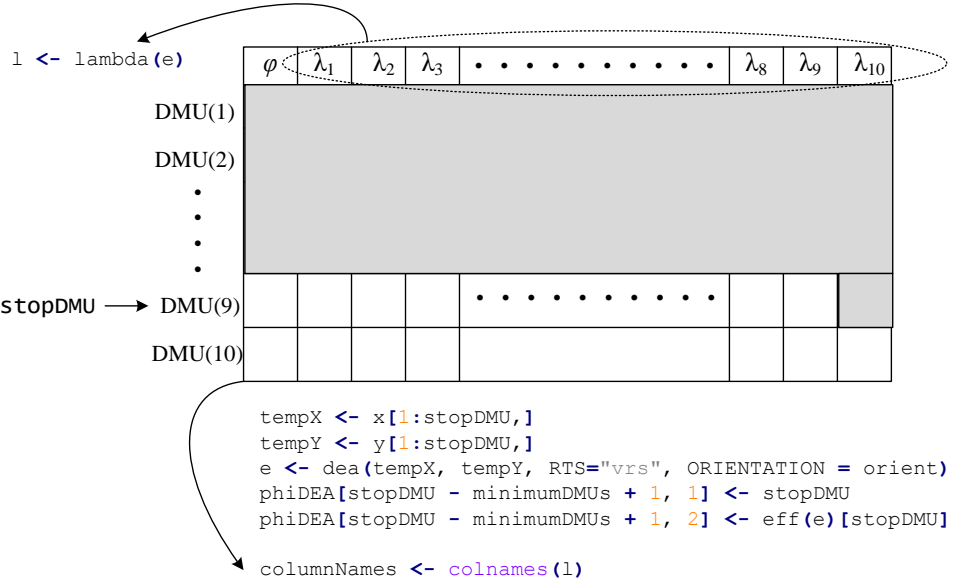 l <- lambda(e)
φ λ1 λ2 λ3 • • • • • • • • • • λ8 λ9 λ10
DMU(1)
DMU(2)
stopDMU DMU(9) • • • • • • • • • •
DMU(10)
tempX <- x[1:stopDMU,]
tempY <- y[1:stopDMU,]
e <- dea(tempX, tempY, RTS="vrs", ORIENTATION = orient)
phiDEA[stopDMU - minimumDMUs + 1, 1] <- stopDMU
phiDEA[stopDMU - minimumDMUs + 1, 2] <- eff(e)[stopDMU]
columnNames <- colnames(l)